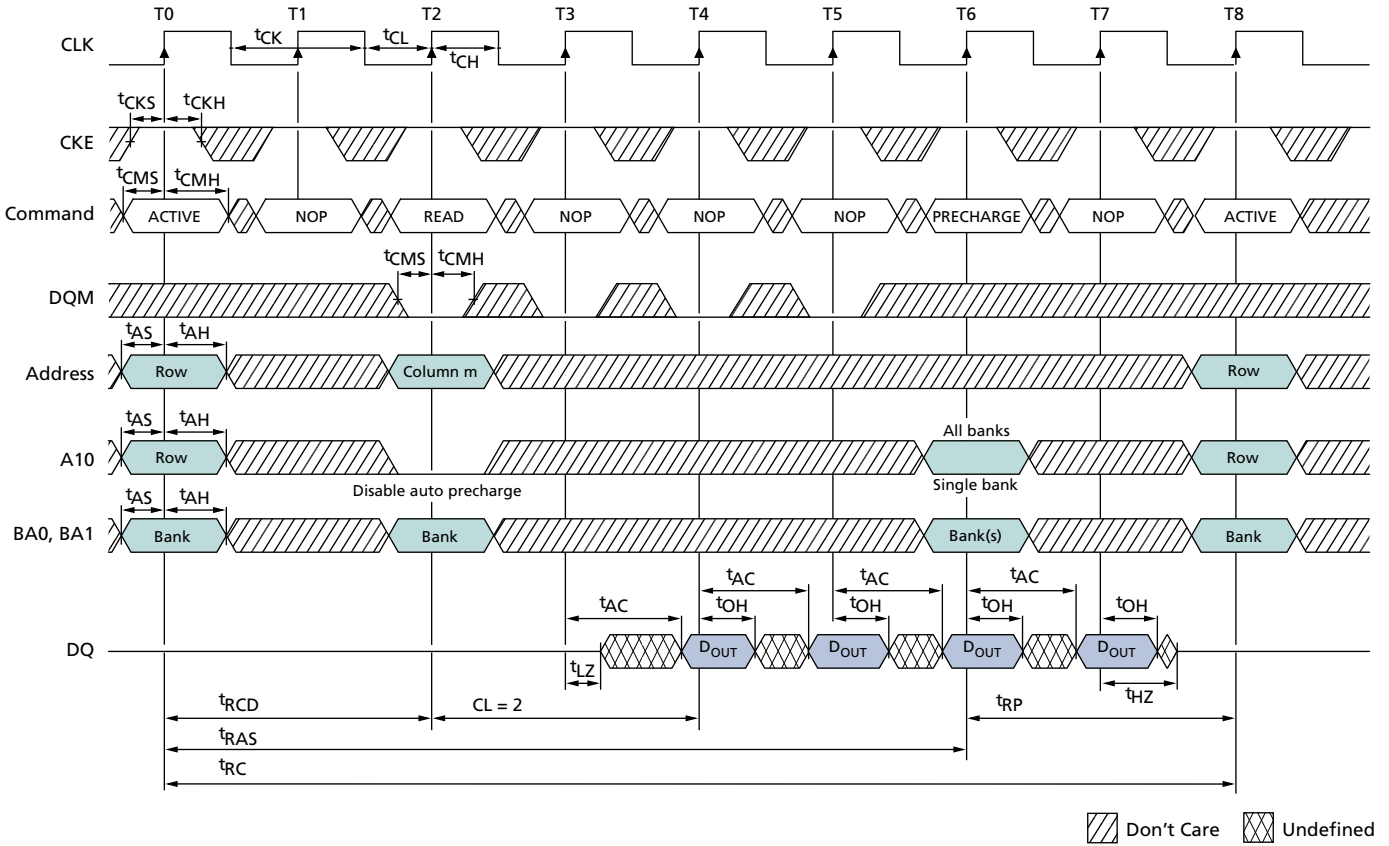 T0 T1 T2 T3 T4 T5 T6 T7 T8
CLK tCK tCL tCH
tCKS tCKH
CKE
tCMS tCMH
Command ACTIVE NOP READ NOP NOP NOP PRECHARGE NOP ACTIVE
tCMS tCMH
DQM
tAS tAH
Address Row Column m Row
tAS tAH All banks
A10 Row Row
Disable auto precharge Single bank
tAS tAH
BA0, BA1 Bank Bank Bank(s) Bank
tAC tAC tAC
tAC tOH tOH tOH tOH
DQ DOUT DOUT DOUT DOUT
tLZ tHZ
tRCD CL = 2 tRP
tRAS
tRC
Don't Care Undefined